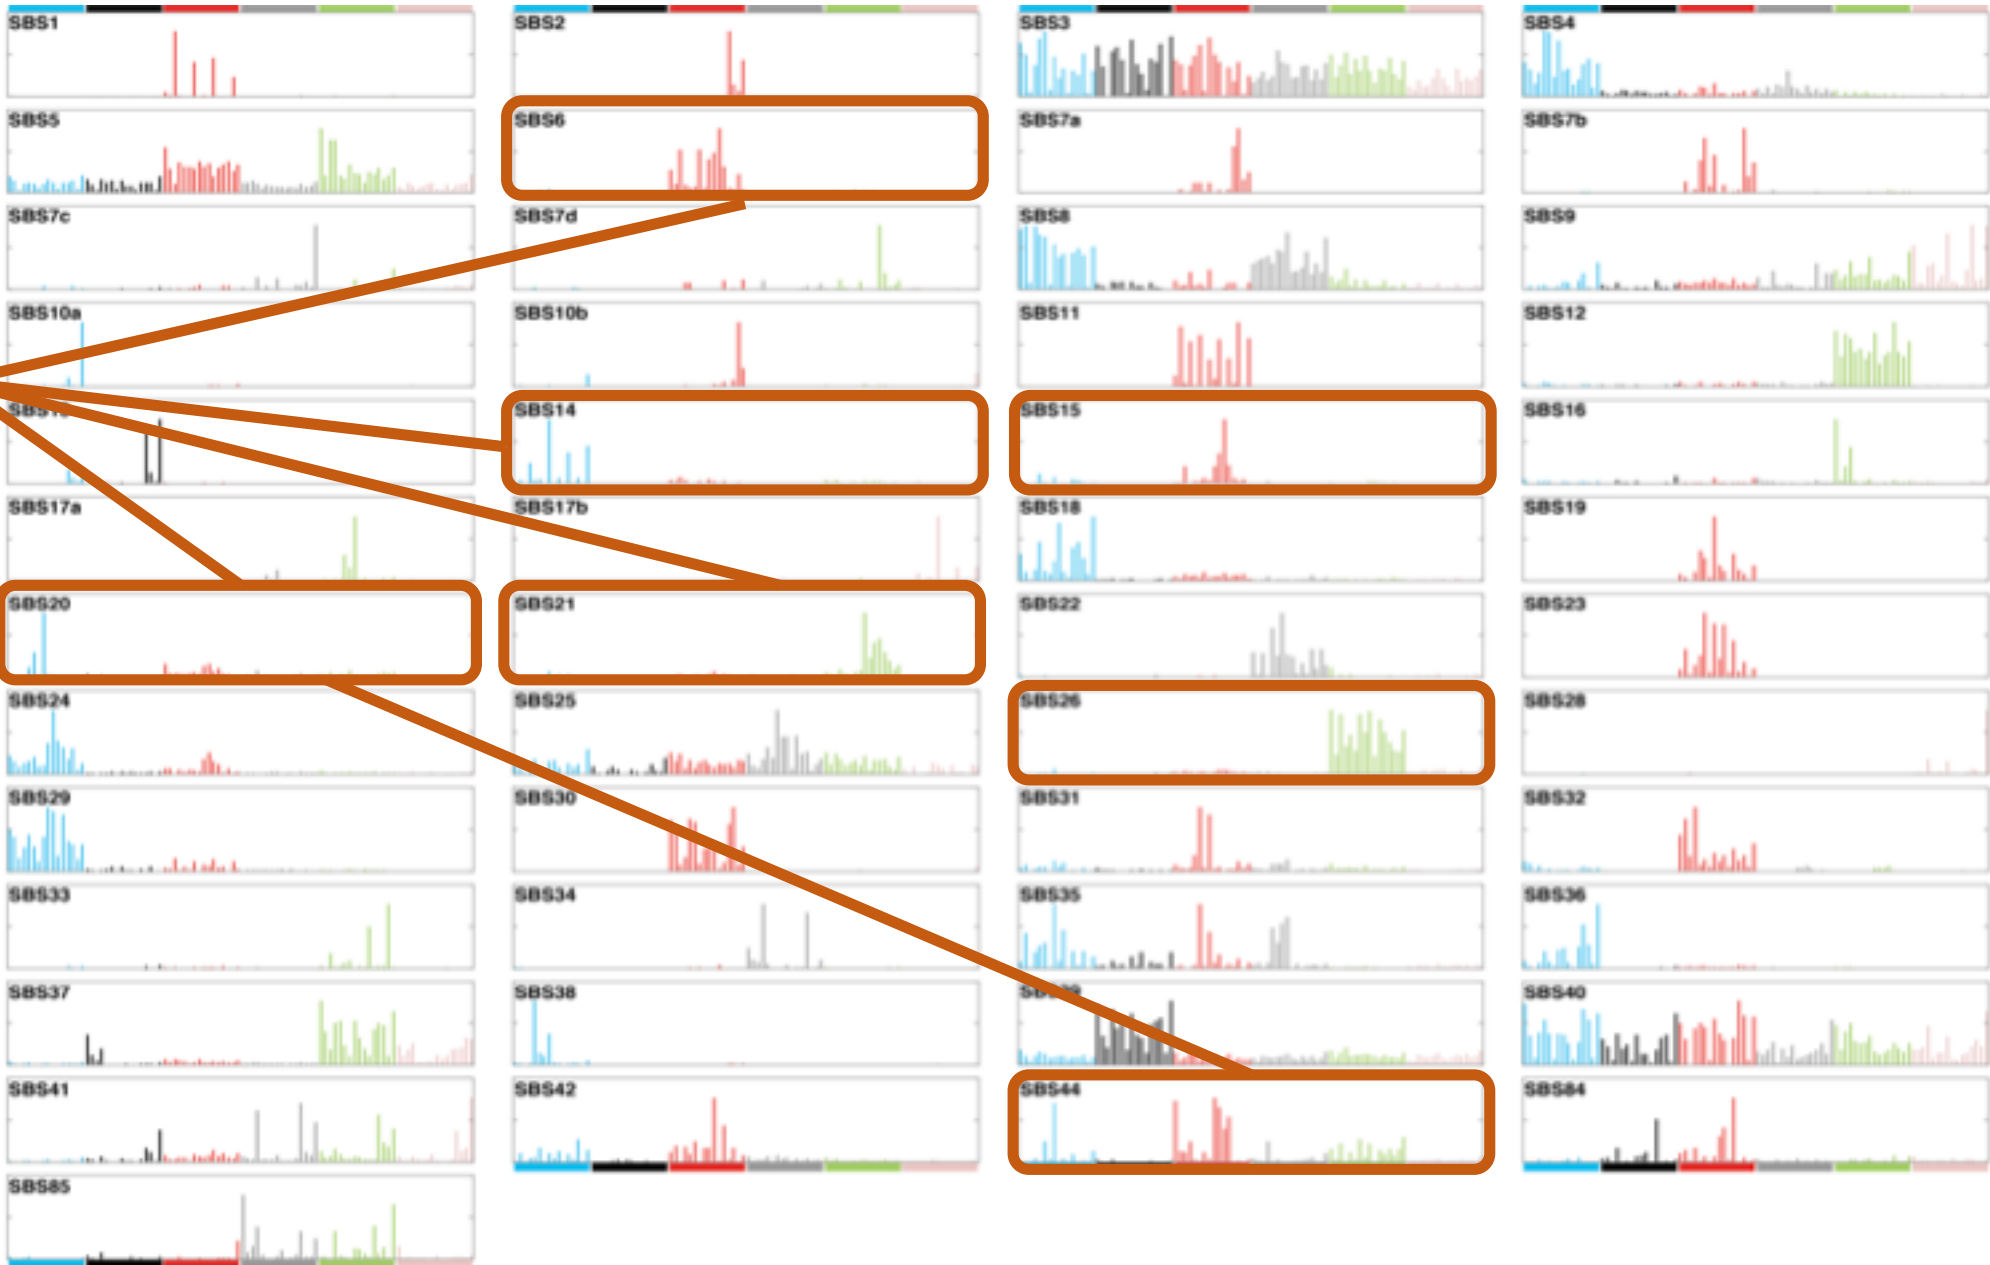 SBS1 SBS2 SBS3 SBS4
SBS5 SBS6 SBS7a SBS7b
SBS7c SBS7d SBS8 SBS9
SBS10a SBS10b SBS11 SBS12
SBS14 SBS15 SBS16
SBS17a SBS17b SBS18 SBS19
SBS20 SBS21 SBS22 SBS23
SBS24 SBS25 SBS26 SBS28
SBS29 SBS30 SBS31 SBS32
SBS33 SBS34 SBS35 SBS36
SBS37 SBS38 SBS39 SBS40
SBS41 SBS42 SBS44 SBS84
SBS85